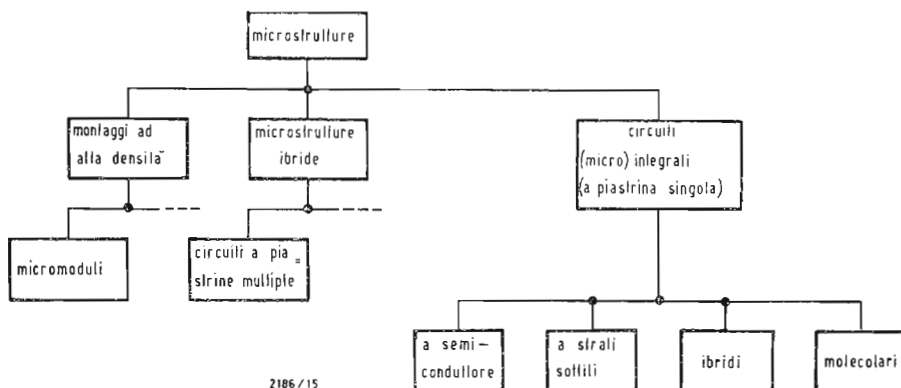 microstrutture
montaggi ad
alta densità
microstrutture
ibride
circuiti
(micro) integrati
(a piastrina singola)
micromoduli
circuiti a pia =
strine multiple
a semi-
conduttore
a strati
sottili
ibridi
molecolari
2186/15